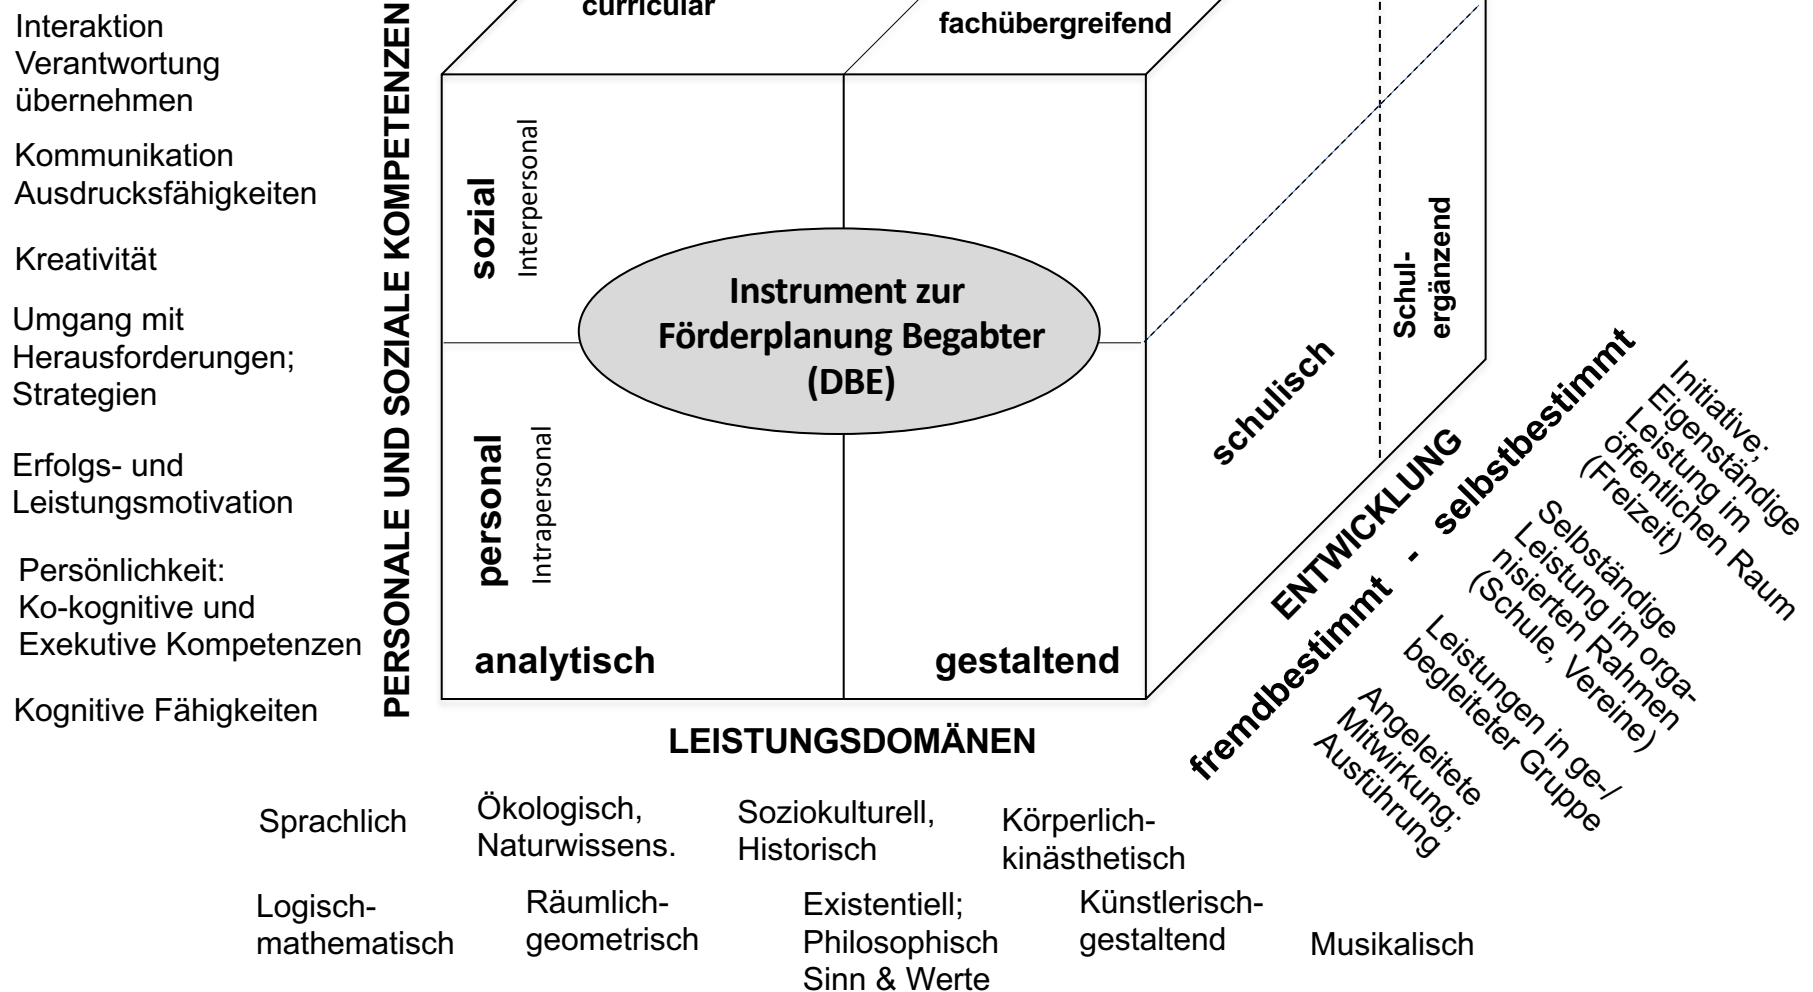 curricular
fachübergreifend
Interaktion
Verantwortung
übernehmen
Kommunikation
Ausdrucksfähigkeiten
Kreativität
Umgang mit
Herausforderungen;
Strategien
Erfolgs- und
Leistungsmotivation
Persönlichkeit:
Ko-kognitive und
Exekutive Kompetenzen
Kognitive Fähigkeiten
PERSONALE UND SOZIALE KOMPETENZEN
sozial
Interpersonal
personal
Intrapersonal
Instrument zur
Förderplanung Begabter
(DBE)
analytisch
gestaltend
schulisch
Schul-
ergänzend
ENTWICKLUNG
fremdbestimmt - selbstbestimmt
Initiative;
Eigenständige
Leistung im
öffentlichen Raum
(Freizeit)
Selbständige
Leistung im orga-
nisierten Rahmen
(Schule, Vereine)
Leistungen in ge-/
begleiteter Gruppe
Angeleitete
Mitwirkung;
Ausführung
LEISTUNGSDOMÄNEN
Sprachlich
Ökologisch,
Naturwissens.
Soziokulturell,
Historisch
Körperlich-
kinästhetisch
Logisch-
mathematisch
Räumlich-
geometrisch
Existentiell;
Philosophisch
Sinn & Werte
Künstlerisch-
gestaltend
Musikalisch